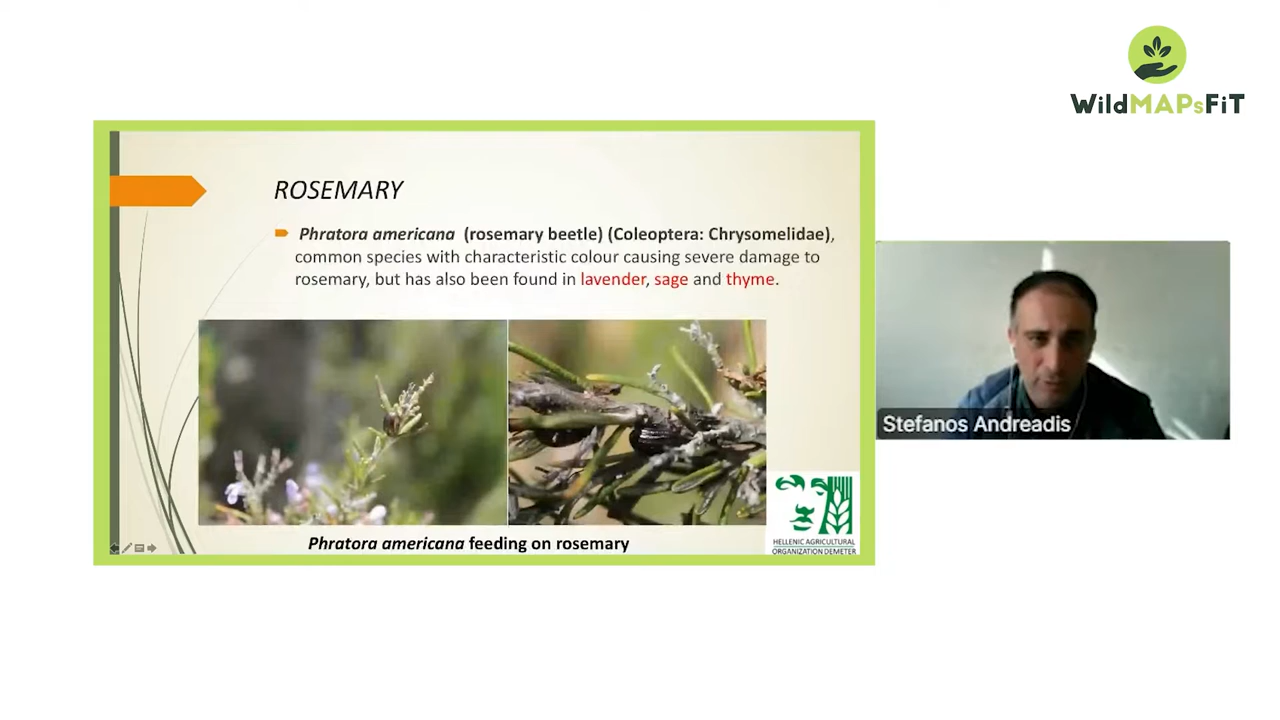 WildMAPsFiT
ROSEMARY
Phratora americana (rosemary beetle) (Coleoptera: Chrysomelidae),
common species with characteristic colour causing severe damage to
rosemary, but has also been found in lavender, sage and thyme.
Phratora americana feeding on rosemary
HELLENIC AGRICULTURAL
ORGANIZATION DEMETER
Stefanos Andreadis